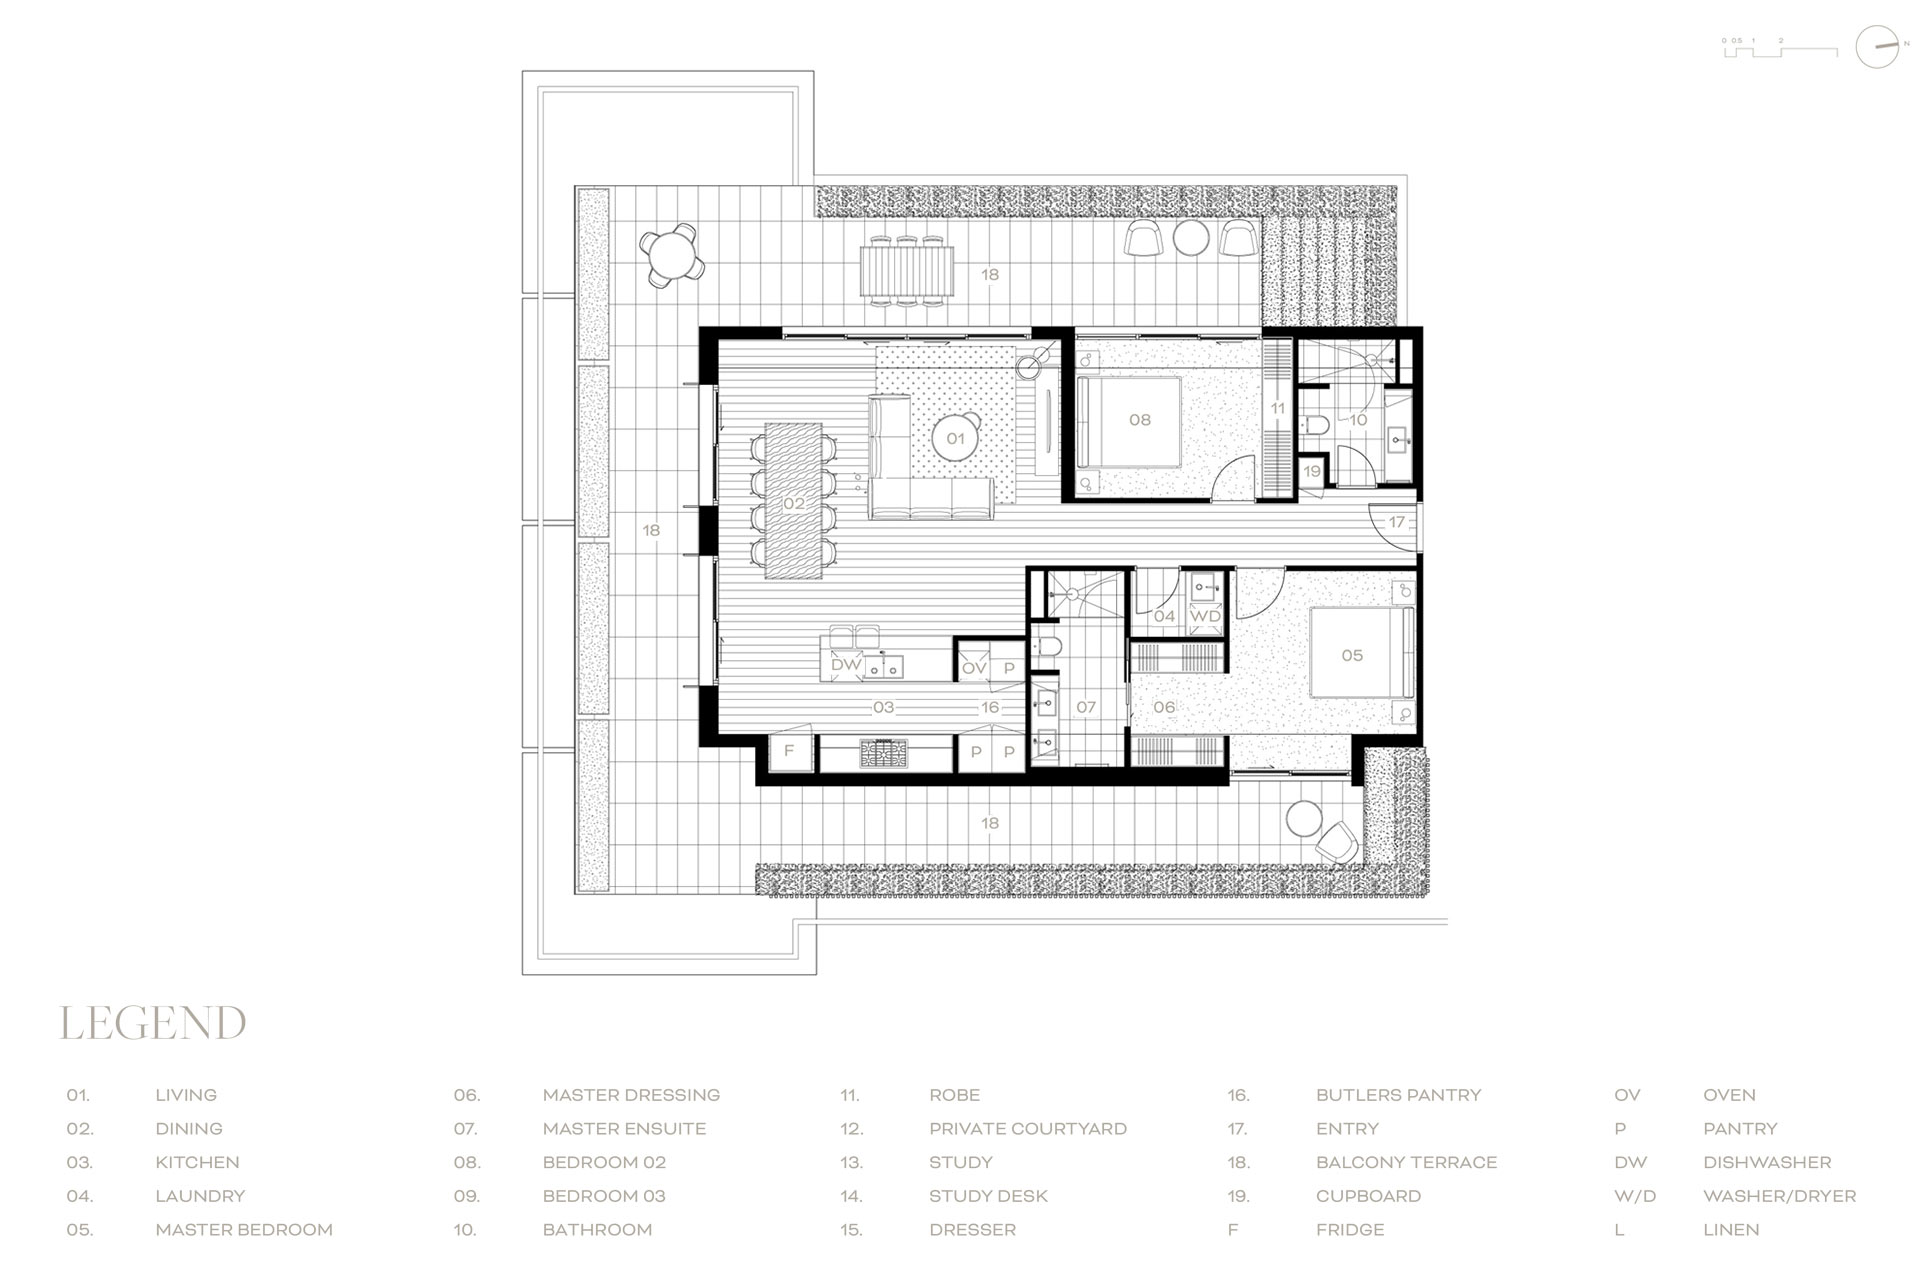 0 0.5 1 2
N
18
01
08
11
10
19
02
17
18
04 WD
05
DW
OV P
03
16
07
06
F
P P
18
LEGEND
01. LIVING
02. DINING
03. KITCHEN
04. LAUNDRY
05. MASTER BEDROOM
06. MASTER DRESSING
07. MASTER ENSUITE
08. BEDROOM 02
09. BEDROOM 03
10. BATHROOM
11. ROBE
12. PRIVATE COURTYARD
13. STUDY
14. STUDY DESK
15. DRESSER
16. BUTLERS PANTRY
17. ENTRY
18. BALCONY TERRACE
19. CUPBOARD
F FRIDGE
OV OVEN
P PANTRY
DW DISHWASHER
W/D WASHER/DRYER
L LINEN